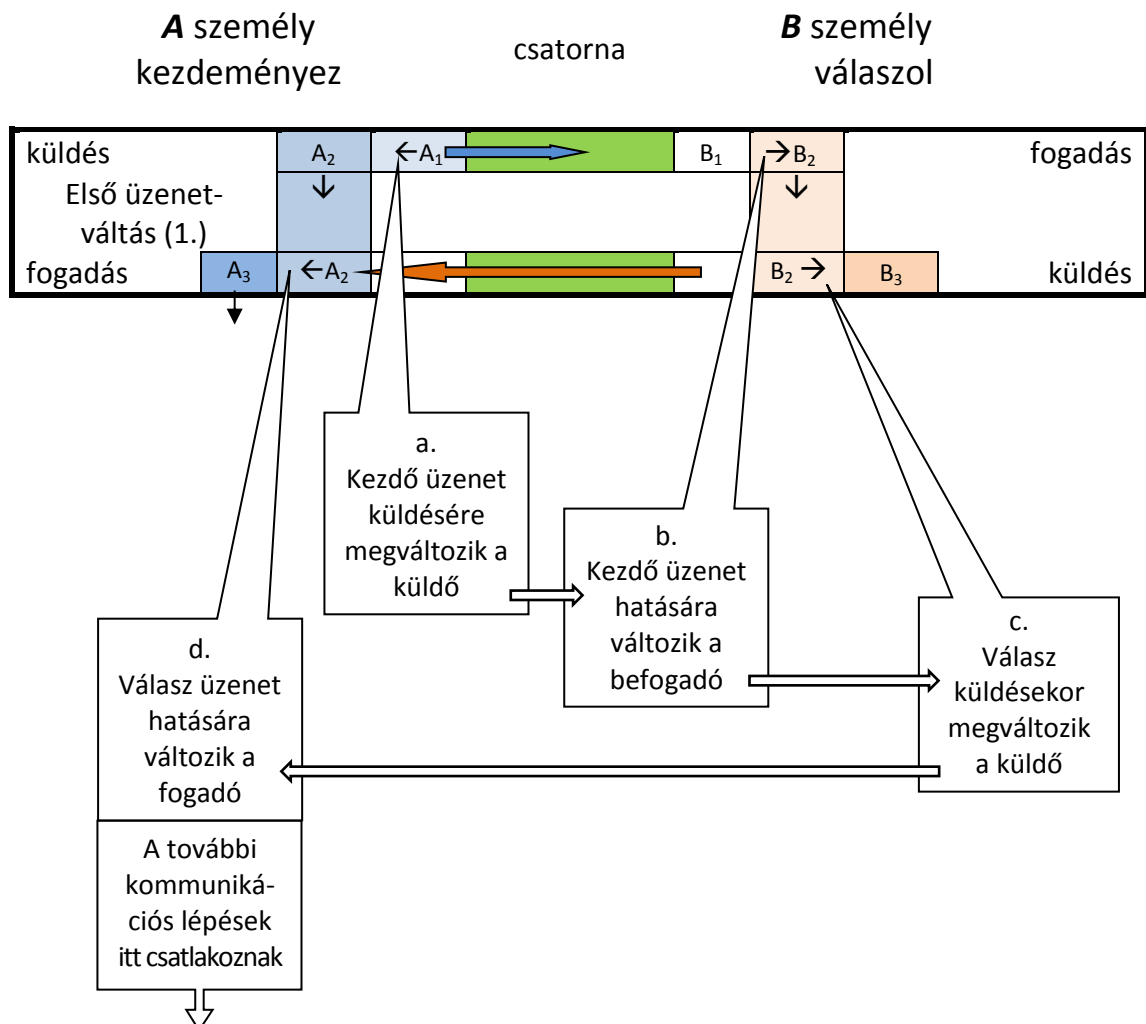 A személy
kezdeményez
csatorna
B személy
válaszol
küldés
A₂
←A₁
B₁
→B₂
fogadás
↓
↓
Első üzenet-
váltás (1.)
fogadás
A₃
←A₂
B₂ →
B₃
küldés
a.
Kezdő üzenet
küldésére
megváltozik a
küldő
b.
Kezdő üzenet
hatására
változik a
befogadó
c.
Válasz
küldésekor
megváltozik
a küldő
d.
Válasz üzenet
hatására
változik a
fogadó
A további
kommuniká-
ciós lépések
itt csatlakoznak